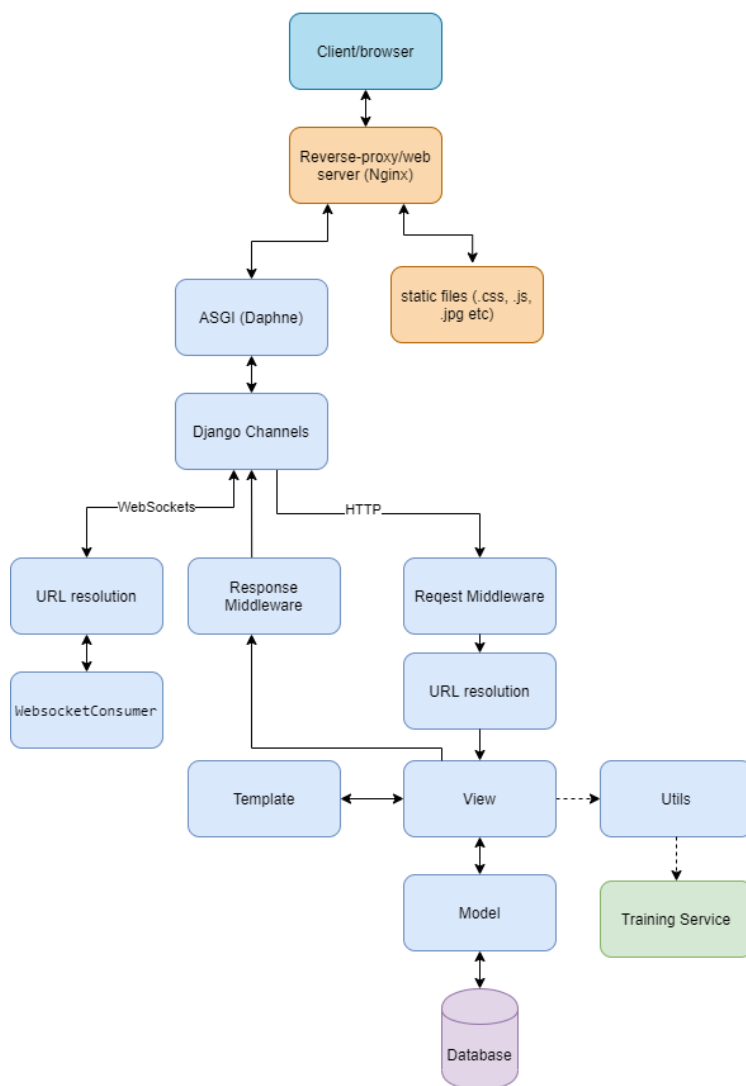 Client/browser
Reverse-proxy/web
server (Nginx)
static files (.css, .js,
.jpg etc)
ASGI (Daphne)
Django Channels
WebSockets
HTTP
URL resolution
Response
Middleware
Reqest Middleware
WebsocketConsumer
URL resolution
Template
View
Utils
Model
Training Service
Database